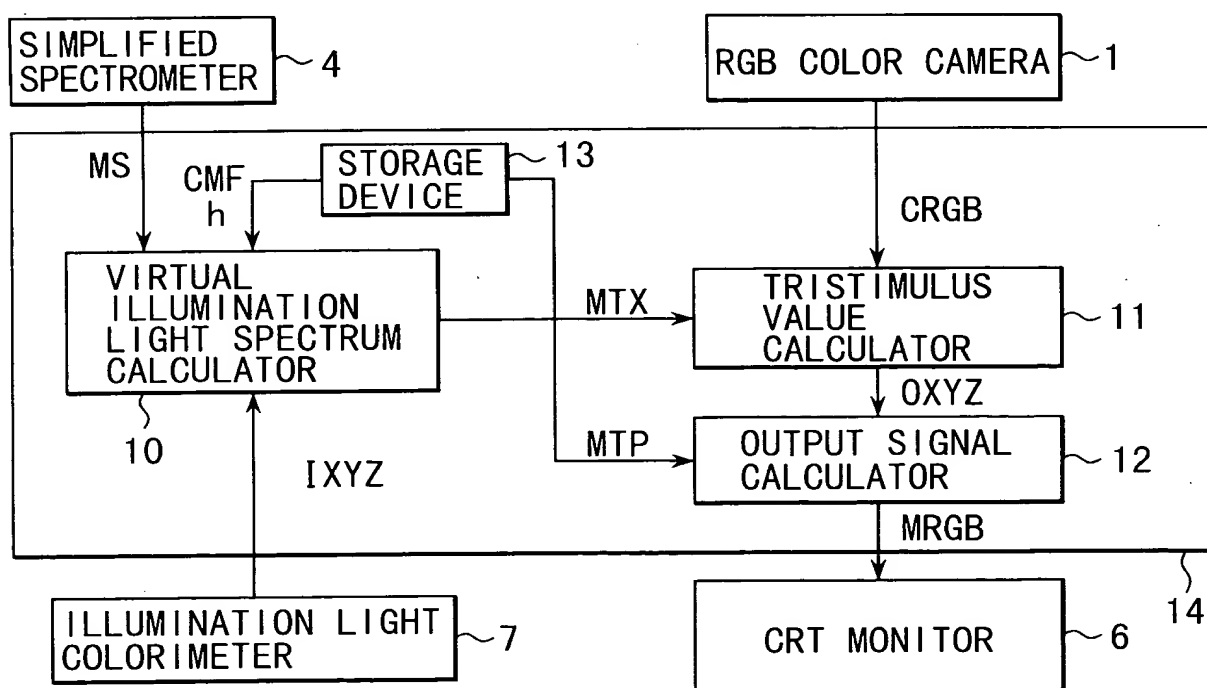 SIMPLIFIED
SPECTROMETER
4
RGB COLOR CAMERA
1
MS
CMF
h
STORAGE
DEVICE
13
CRGB
VIRTUAL
ILLUMINATION
LIGHT SPECTRUM
CALCULATOR
10
MTX
TRISTIMULUS
VALUE
CALCULATOR
11
OXYZ
IXYZ
MTP
OUTPUT SIGNAL
CALCULATOR
12
MRGB
14
ILLUMINATION LIGHT
COLORIMETER
7
CRT MONITOR
6